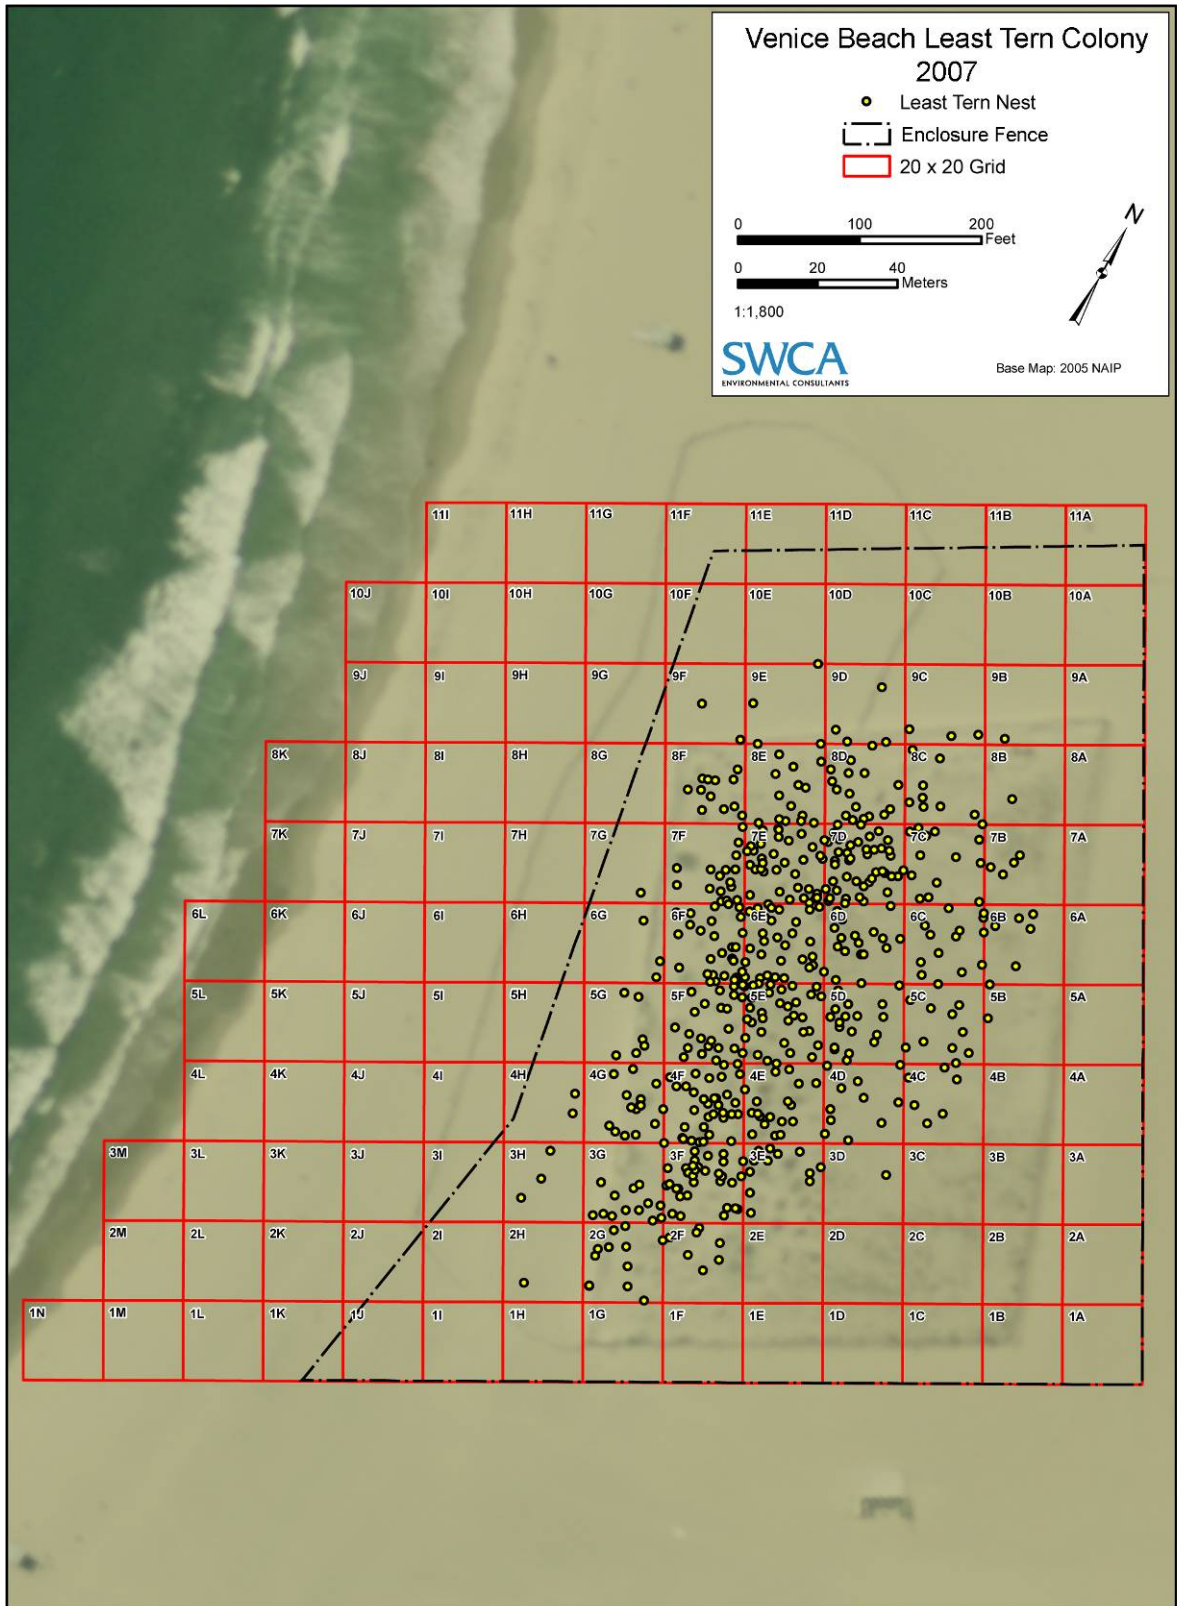 Venice Beach Least Tern Colony
2007
Least Tern Nest
Enclosure Fence
20 x 20 Grid
0 100 200
Feet
0 20 40
Meters
1:1,800
N
SWCA
ENVIRONMENTAL CONSULTANTS
Base Map: 2005 NAIP
11I 11H 11G 11F 11E 11D 11C 11B 11A
10J 10I 10H 10G 10F 10E 10D 10C 10B 10A
9J 9I 9H 9G 9F 9E 9D 9C 9B 9A
8K 8J 8I 8H 8G 8F 8E 8D 8C 8B 8A
7K 7J 7I 7H 7G 7F 7E 7D 7C 7B 7A
6L 6K 6J 6I 6H 6G 6F 6E 6D 6C 6B 6A
5L 5K 5J 5I 5H 5G 5F 5E 5D 5C 5B 5A
4L 4K 4J 4I 4H 4G 4F 4E 4D 4C 4B 4A
3M 3L 3K 3J 3I 3H 3G 3F 3E 3D 3C 3B 3A
2M 2L 2K 2J 2I 2H 2G 2F 2E 2D 2C 2B 2A
1N 1M 1L 1K 1J 1I 1H 1G 1F 1E 1D 1C 1B 1A